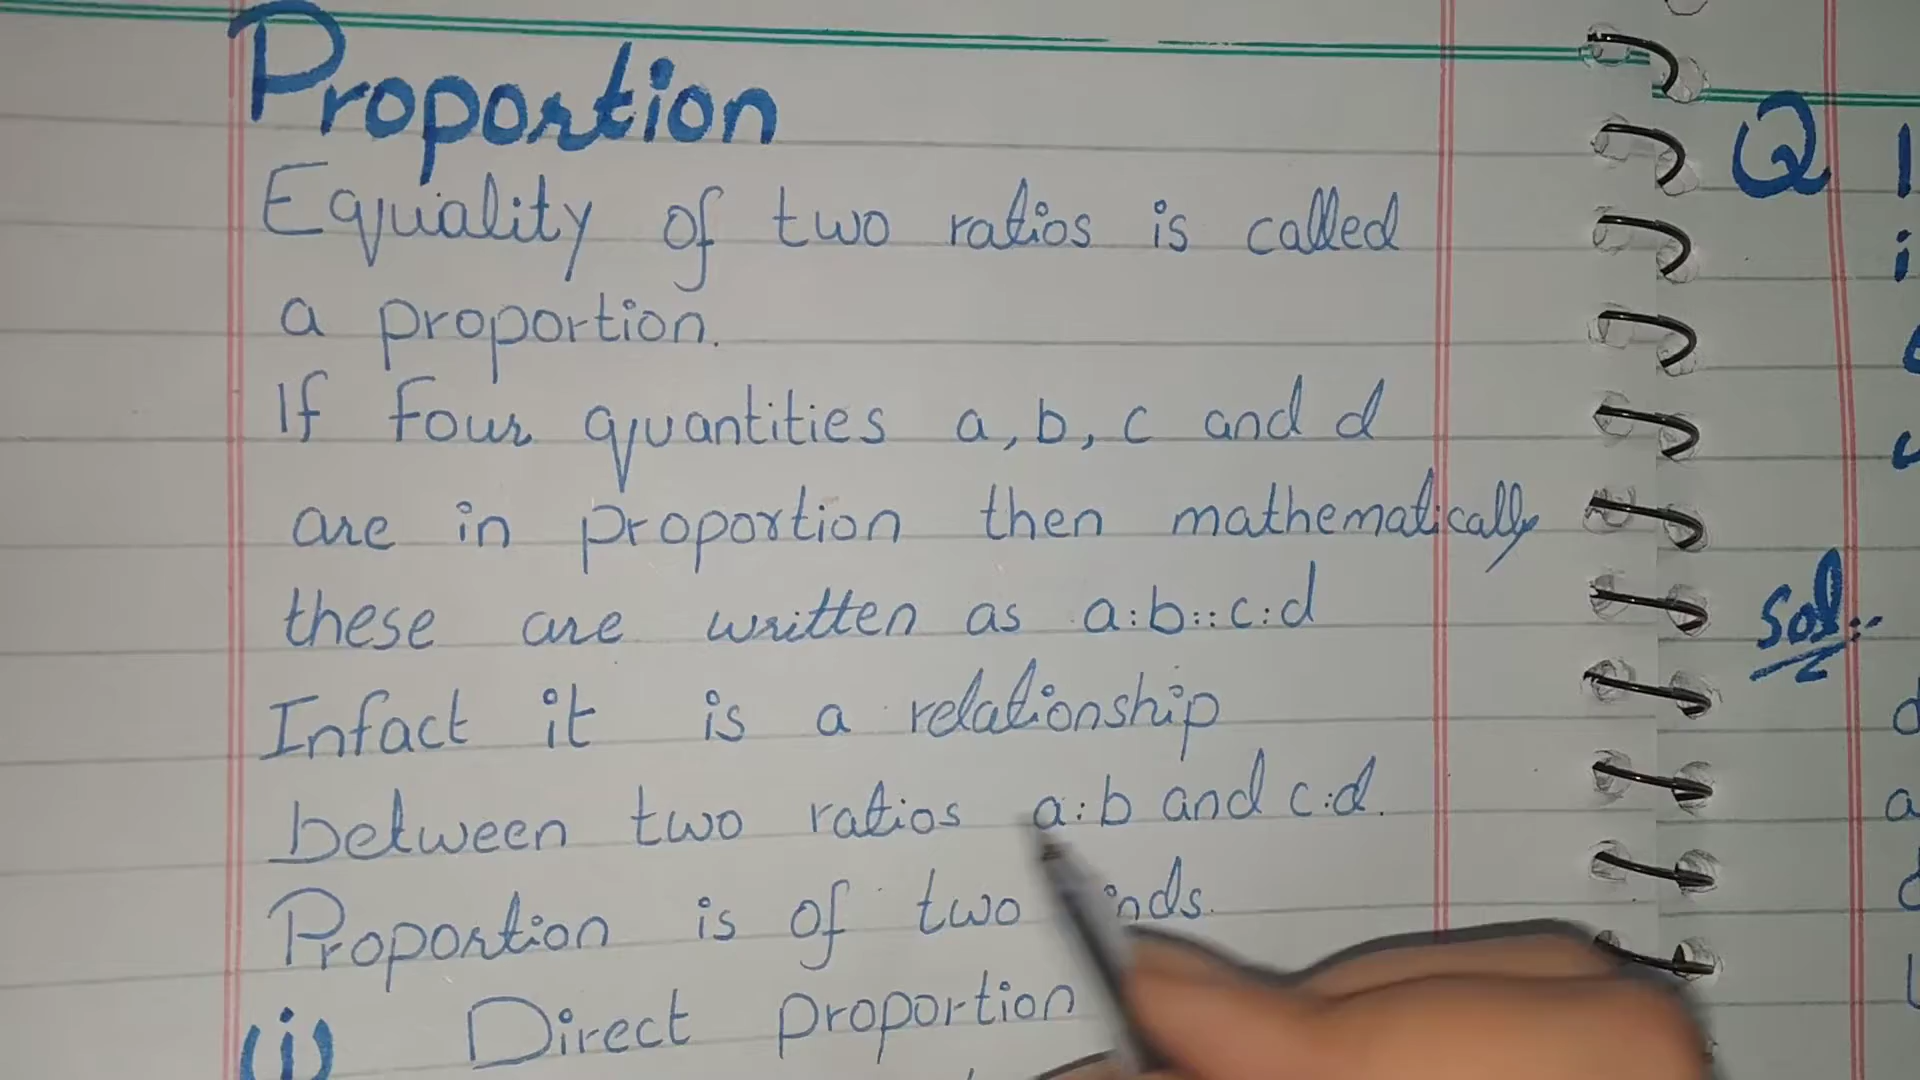 Proportion
Equality of two ratios is called
a proportion.
If four quantities a, b, c and d
are in proportion then mathematically
these are written as a:b::c:d
Infact it is a relationship
between two ratios a:b and c:d.
Proportion is of two
(i) Direct proportion
Q 1
i
Sol:-
d
a